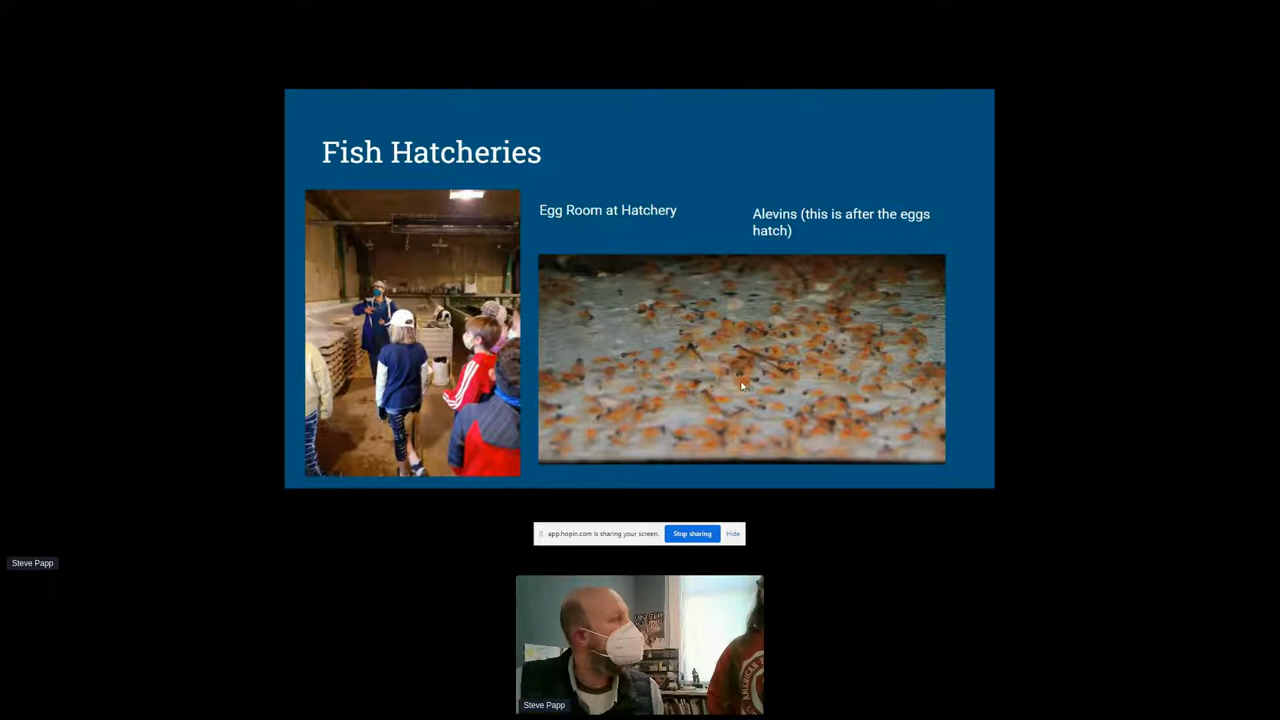 Fish Hatcheries
Egg Room at Hatchery
Alevins (this is after the eggs
hatch)
app.hopin.com is sharing your screen.
Stop sharing
Hide
Steve Papp
Steve Papp
AMERICAN